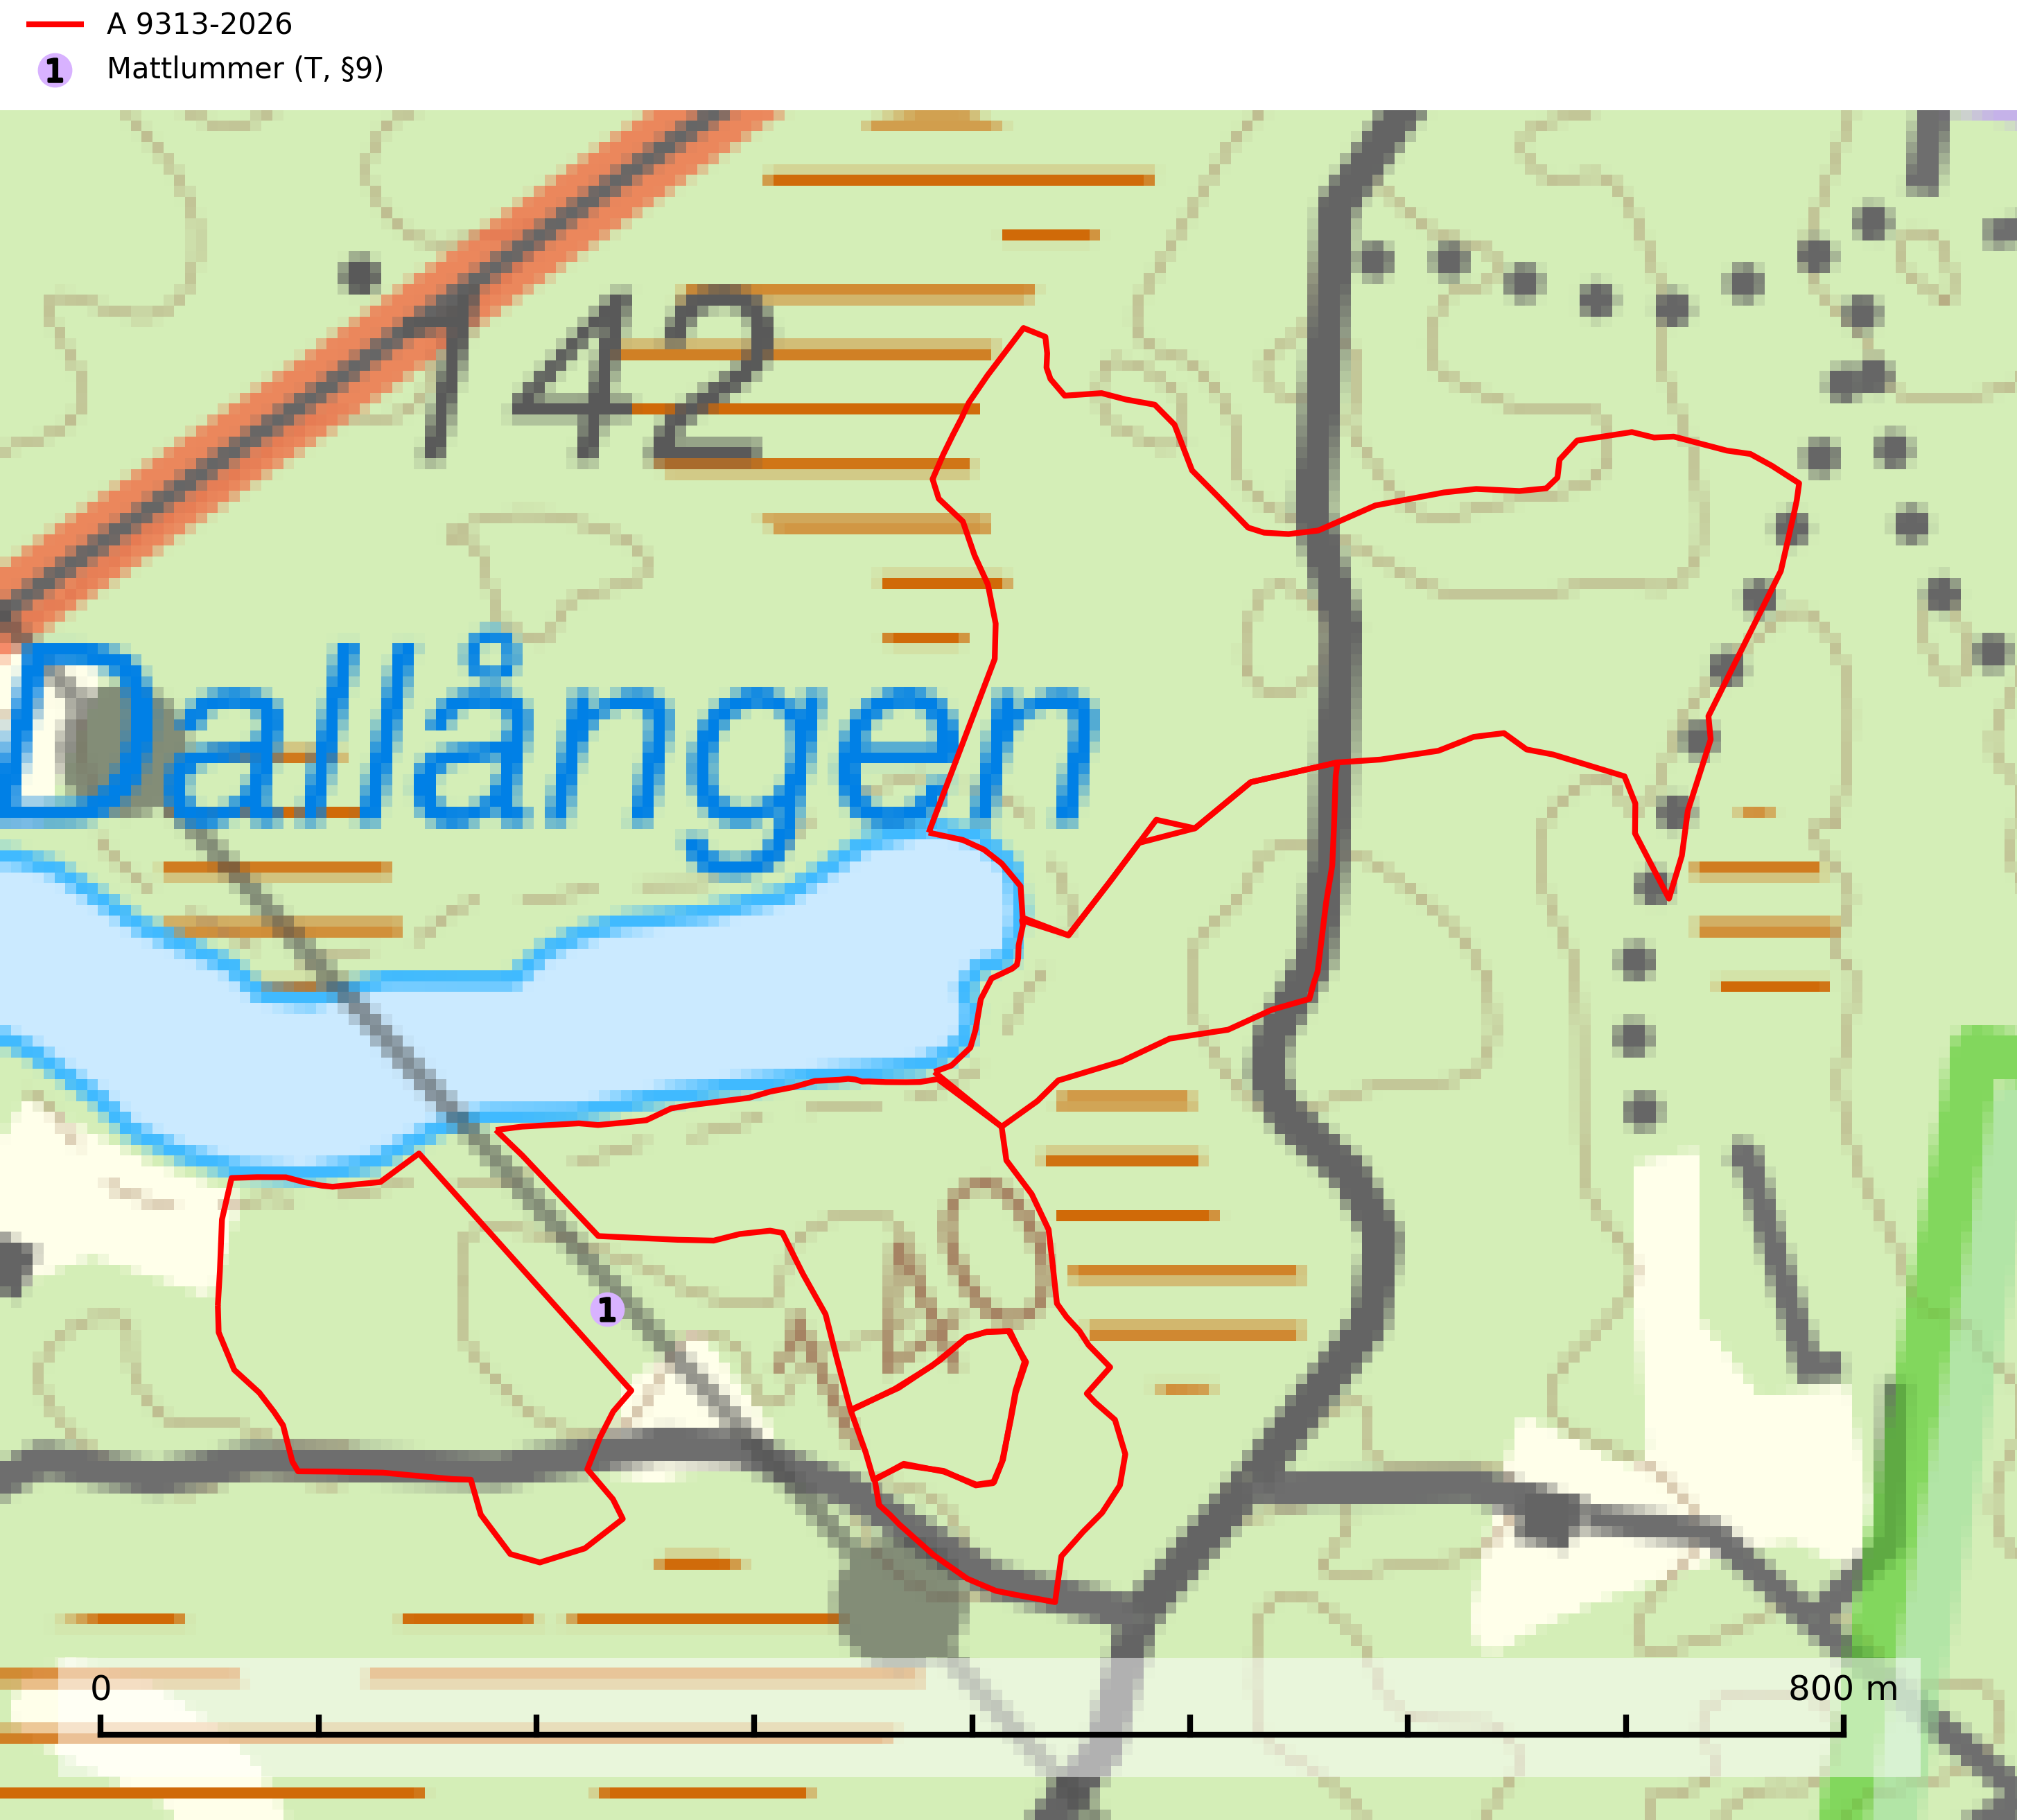 A 9313-2026
1 Mattlummer (T, §9)
142
Dallången
1
140
0
800 m